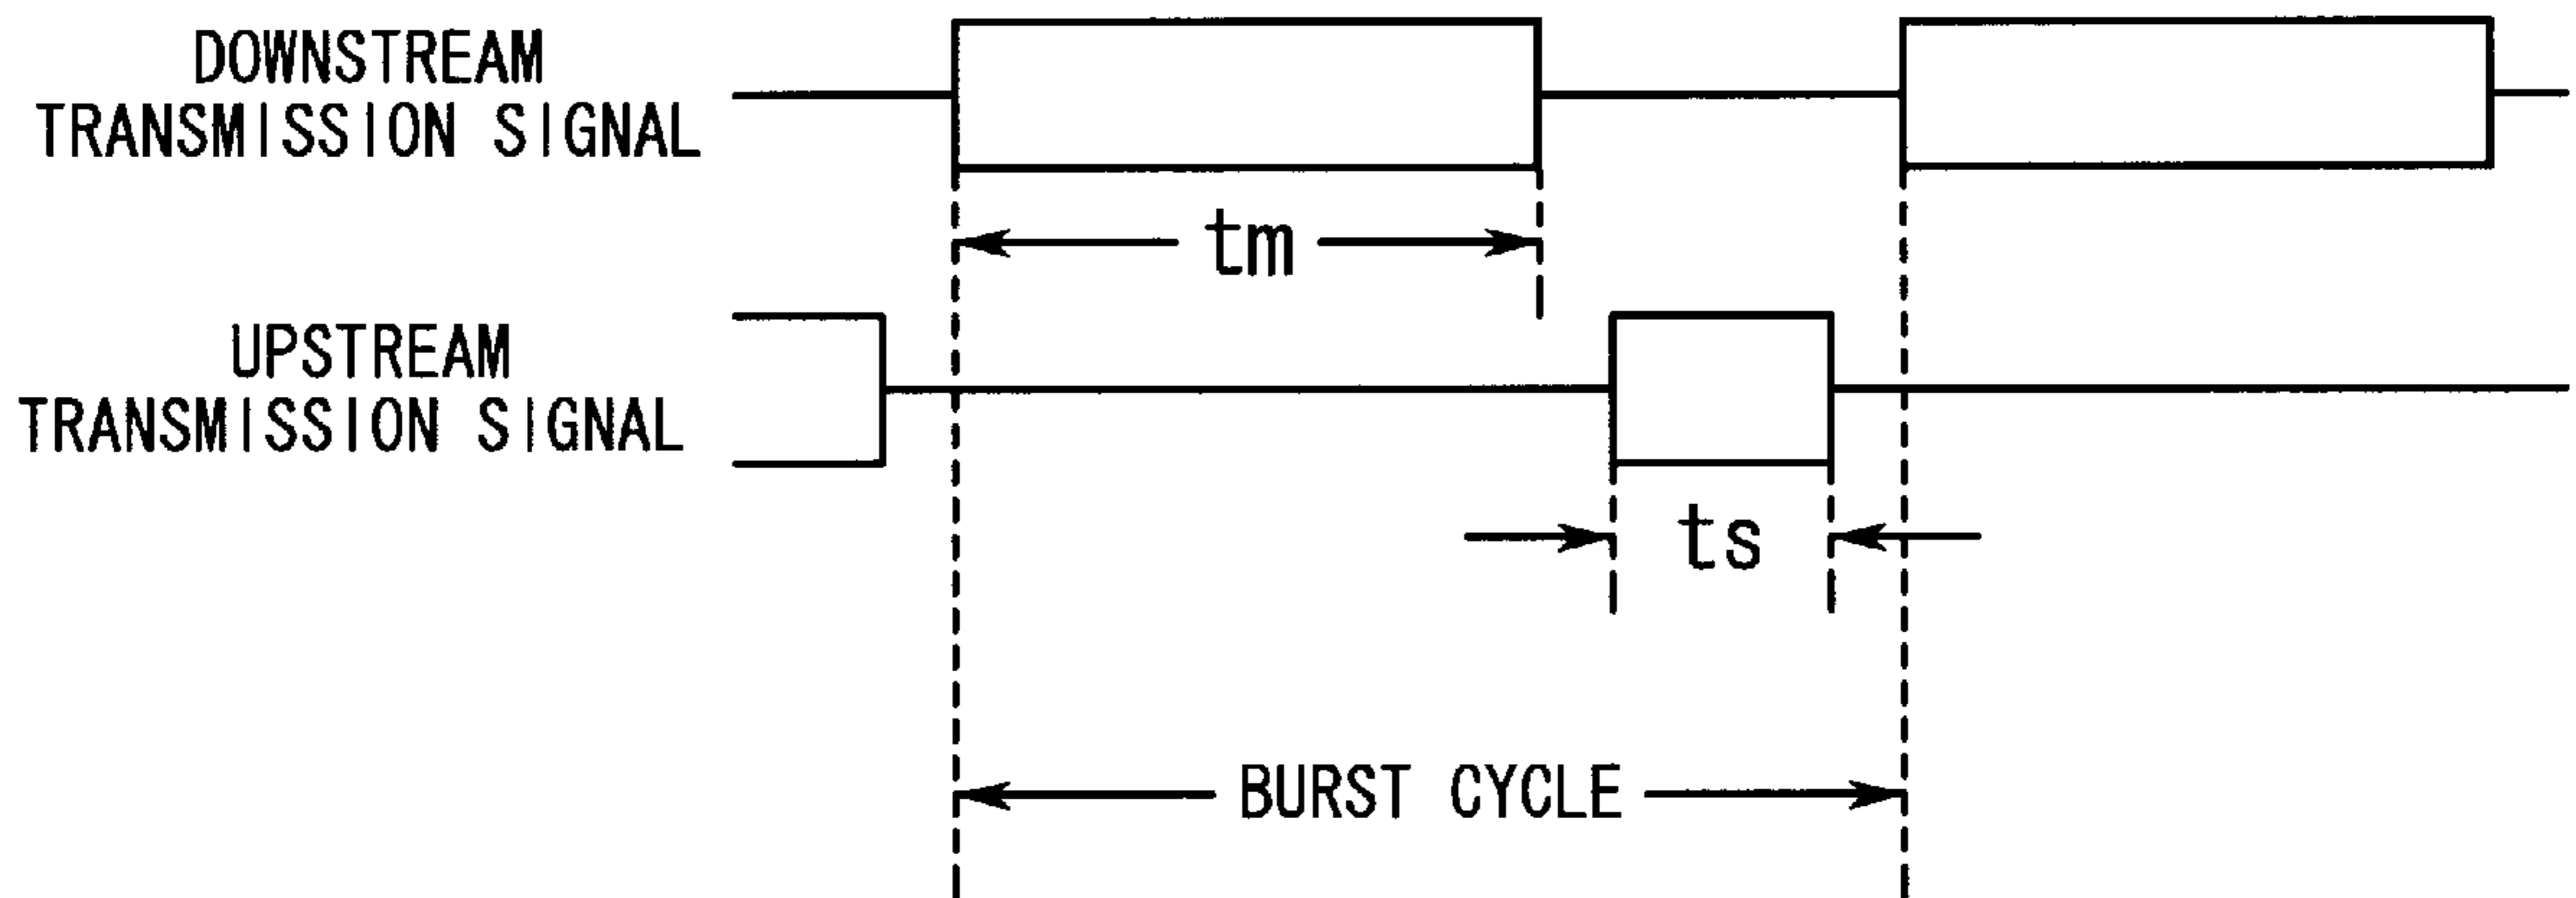 DOWNSTREAM
TRANSMISSION SIGNAL
tm
UPSTREAM
TRANSMISSION SIGNAL
ts
BURST CYCLE